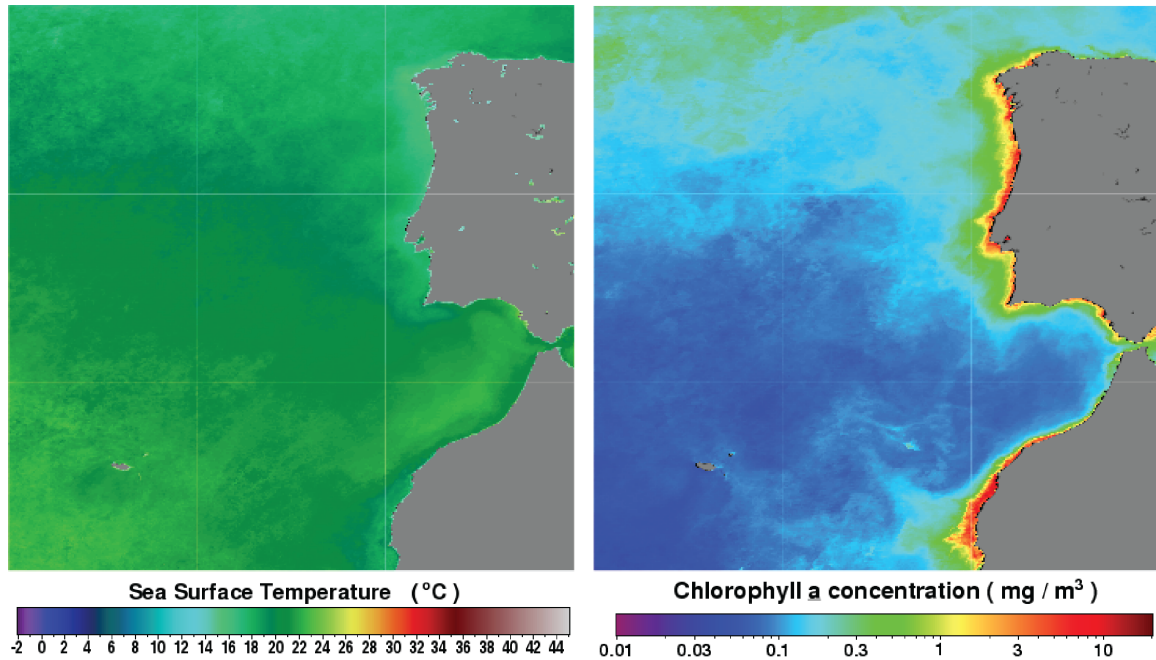 Sea Surface Temperature (°C)
-2 0 2 4 6 8 10 12 14 16 18 20 22 24 26 28 30 32 34 36 38 40 42 44
Chlorophyll a concentration ( mg / m³ )
0.01 0.03 0.1 0.3 1 3 10